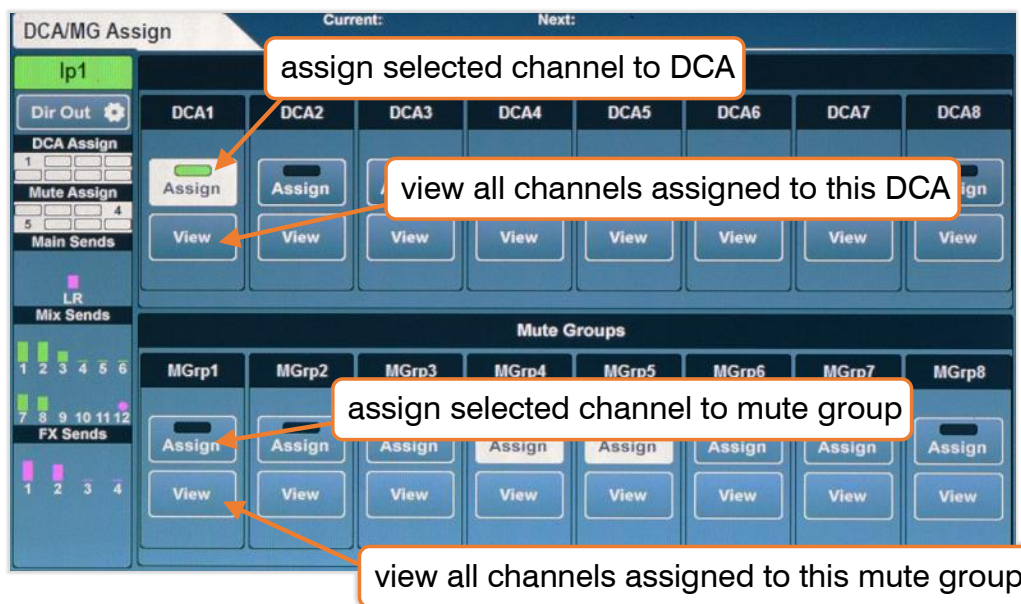 DCA/MG Assign
Current: Next:
assign selected channel to DCA
Ip1
Dir Out
DCA1 DCA2 DCA3 DCA4 DCA5 DCA6 DCA7 DCA8
DCA Assign
1
Mute Assign
4
5
Assign Assign
view all channels assigned to this DCA
Main Sends
View View View View View View View View
LR
Mix Sends
Mute Groups
1 2 3 4 5 6
MGrp1 MGrp2 MGrp3 MGrp4 MGrp5 MGrp6 MGrp7 MGrp8
assign selected channel to mute group
7 8 9 10 11 12
FX Sends
Assign Assign Assign Assign Assign Assign Assign Assign
1 2 3 4
View View View View View View View View
view all channels assigned to this mute group